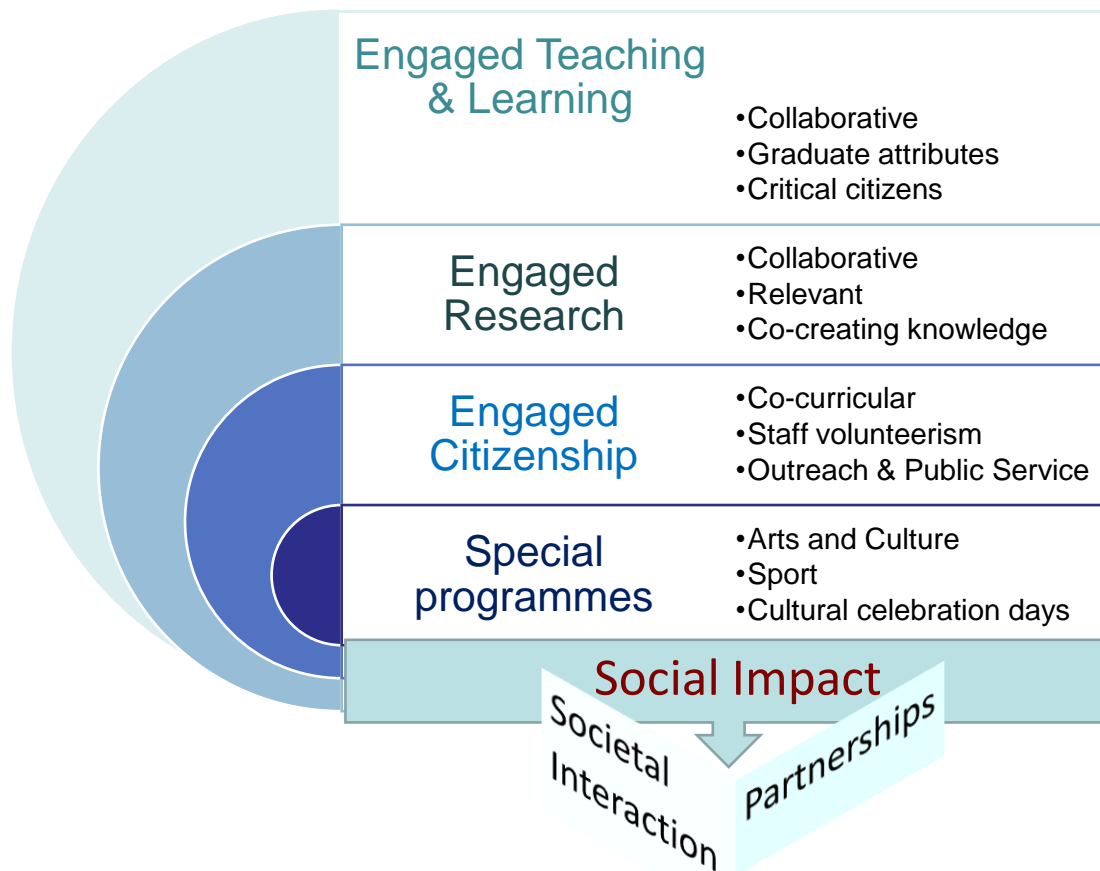 Engaged Teaching
& Learning
•Collaborative
•Graduate attributes
•Critical citizens
Engaged
Research
•Collaborative
•Relevant
•Co-creating knowledge
Engaged
Citizenship
•Co-curricular
•Staff volunteerism
•Outreach & Public Service
Special
programmes
•Arts and Culture
•Sport
•Cultural celebration days
Social Impact
Societal
Interaction
Partnerships